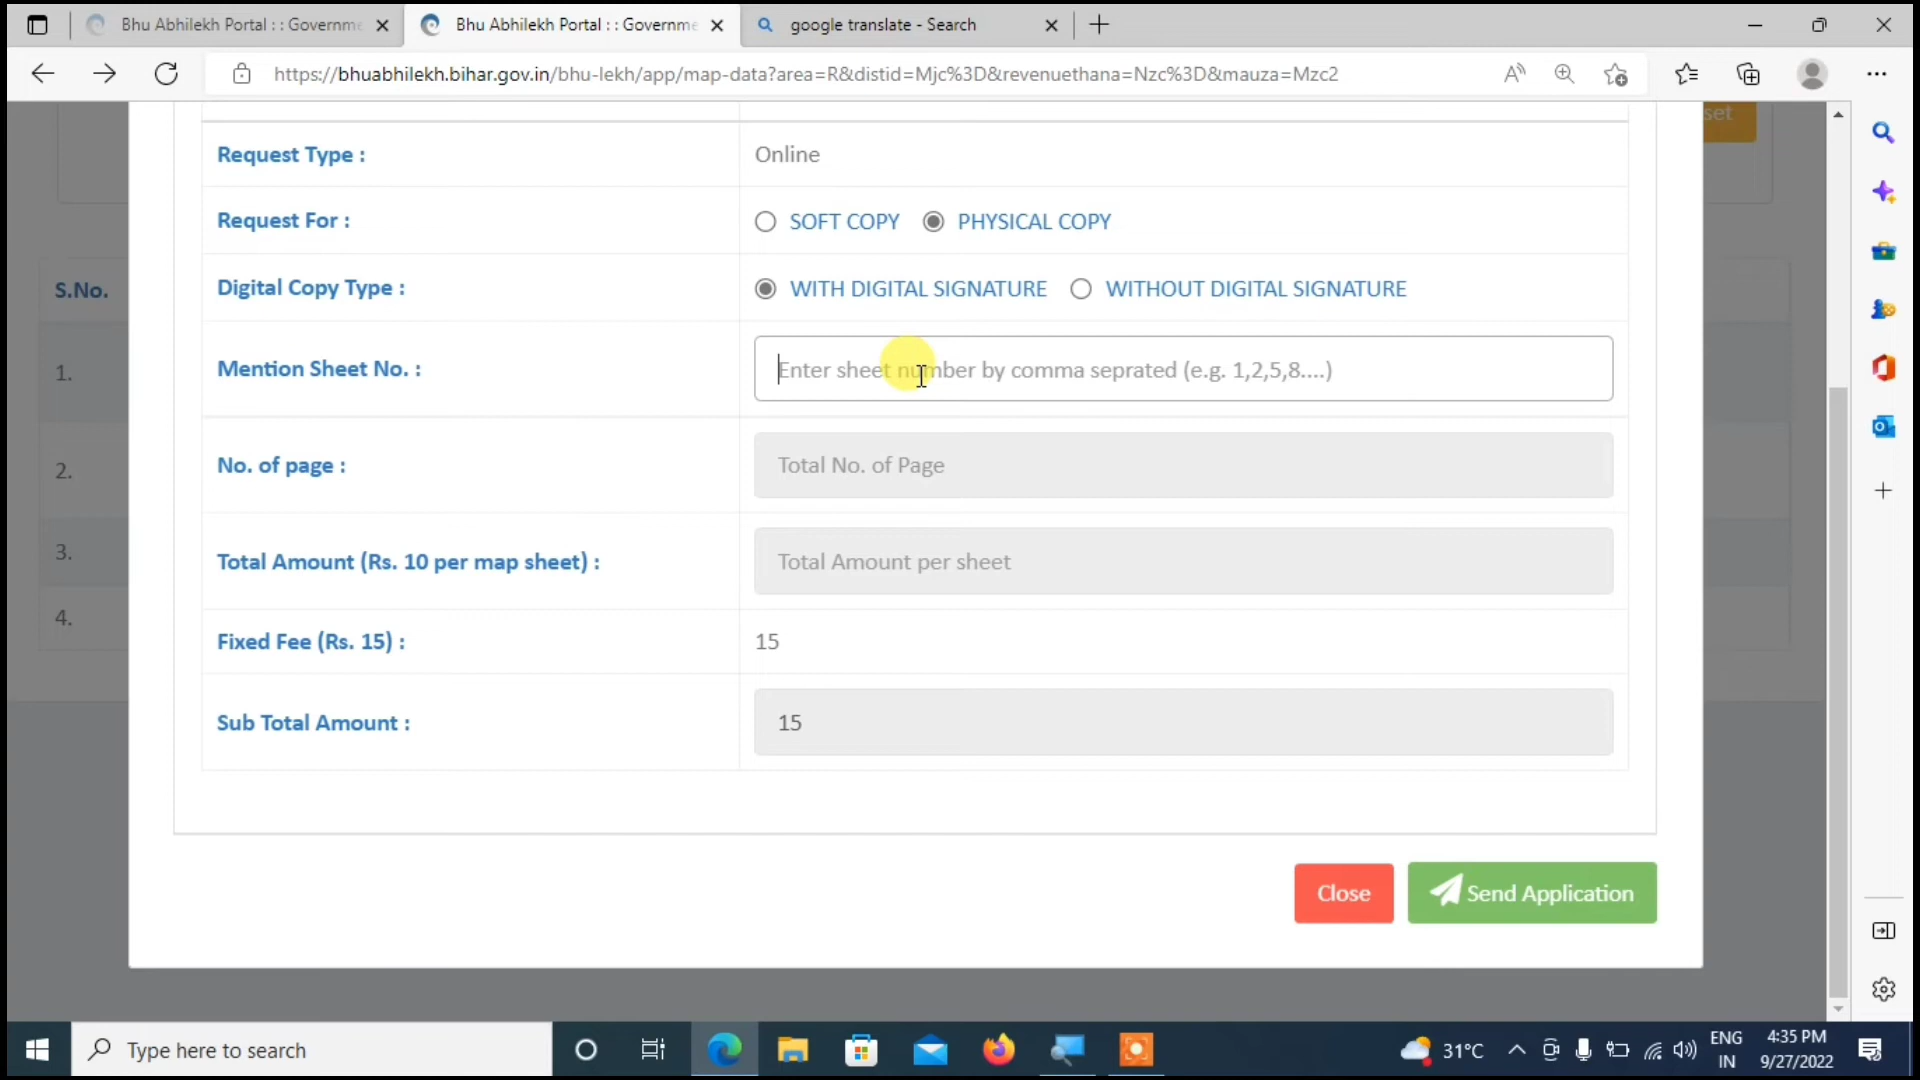 Bhu Abhilekh Portal : : Governme
Bhu Abhilekh Portal : : Governme
google translate - Search
https://bhuabhilekh.bihar.gov.in/bhu-lekh/app/map-data?area=R&distid=Mjc%3D&revenuethana=Nzc%3D&mauza=Mzc2
set
Request Type : Online
Request For : SOFT COPY PHYSICAL COPY
S.No.
Digital Copy Type : WITH DIGITAL SIGNATURE WITHOUT DIGITAL SIGNATURE
1.
Mention Sheet No. : Enter sheet number by comma seprated (e.g. 1,2,5,8....)
2.
No. of page : Total No. of Page
3.
Total Amount (Rs. 10 per map sheet) : Total Amount per sheet
4.
Fixed Fee (Rs. 15) : 15
Sub Total Amount : 15
Close Send Application
Type here to search
31°C
ENG
IN
4:35 PM
9/27/2022